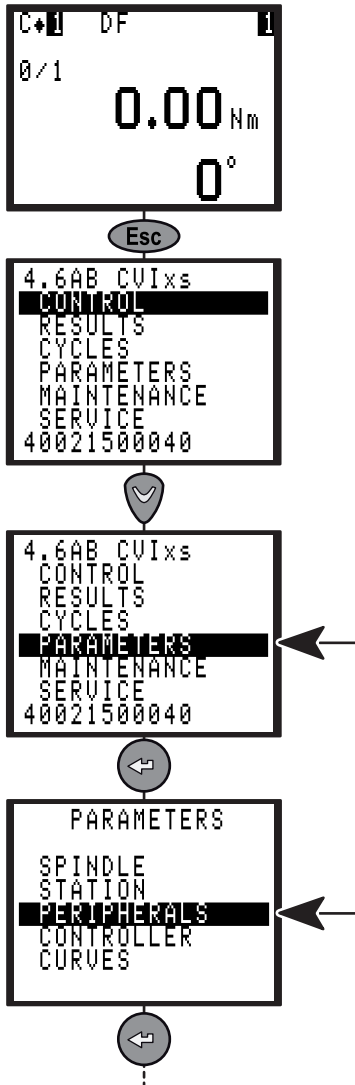 C♦1 DF 1
0/1
0.00 Nm
0°
Esc
4.6AB CVIxs
CONTROL
RESULTS
CYCLES
PARAMETERS
MAINTENANCE
SERVICE
40021500040
4.6AB CVIxs
CONTROL
RESULTS
CYCLES
PARAMETERS
MAINTENANCE
SERVICE
40021500040
PARAMETERS
SPINDLE
STATION
PERIPHERALS
CONTROLLER
CURVES